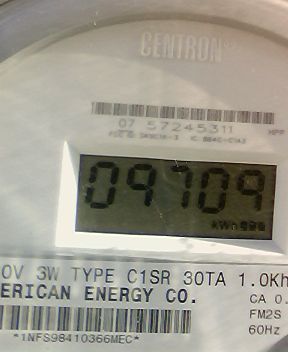 CENTRON®
07 57245311
09709
kWh
0V 3W TYPE C1SR 30TA 1.0Kh
ERICAN ENERGY CO. CA 0.
FM2S
60Hz
*1NFS98410366MEC*